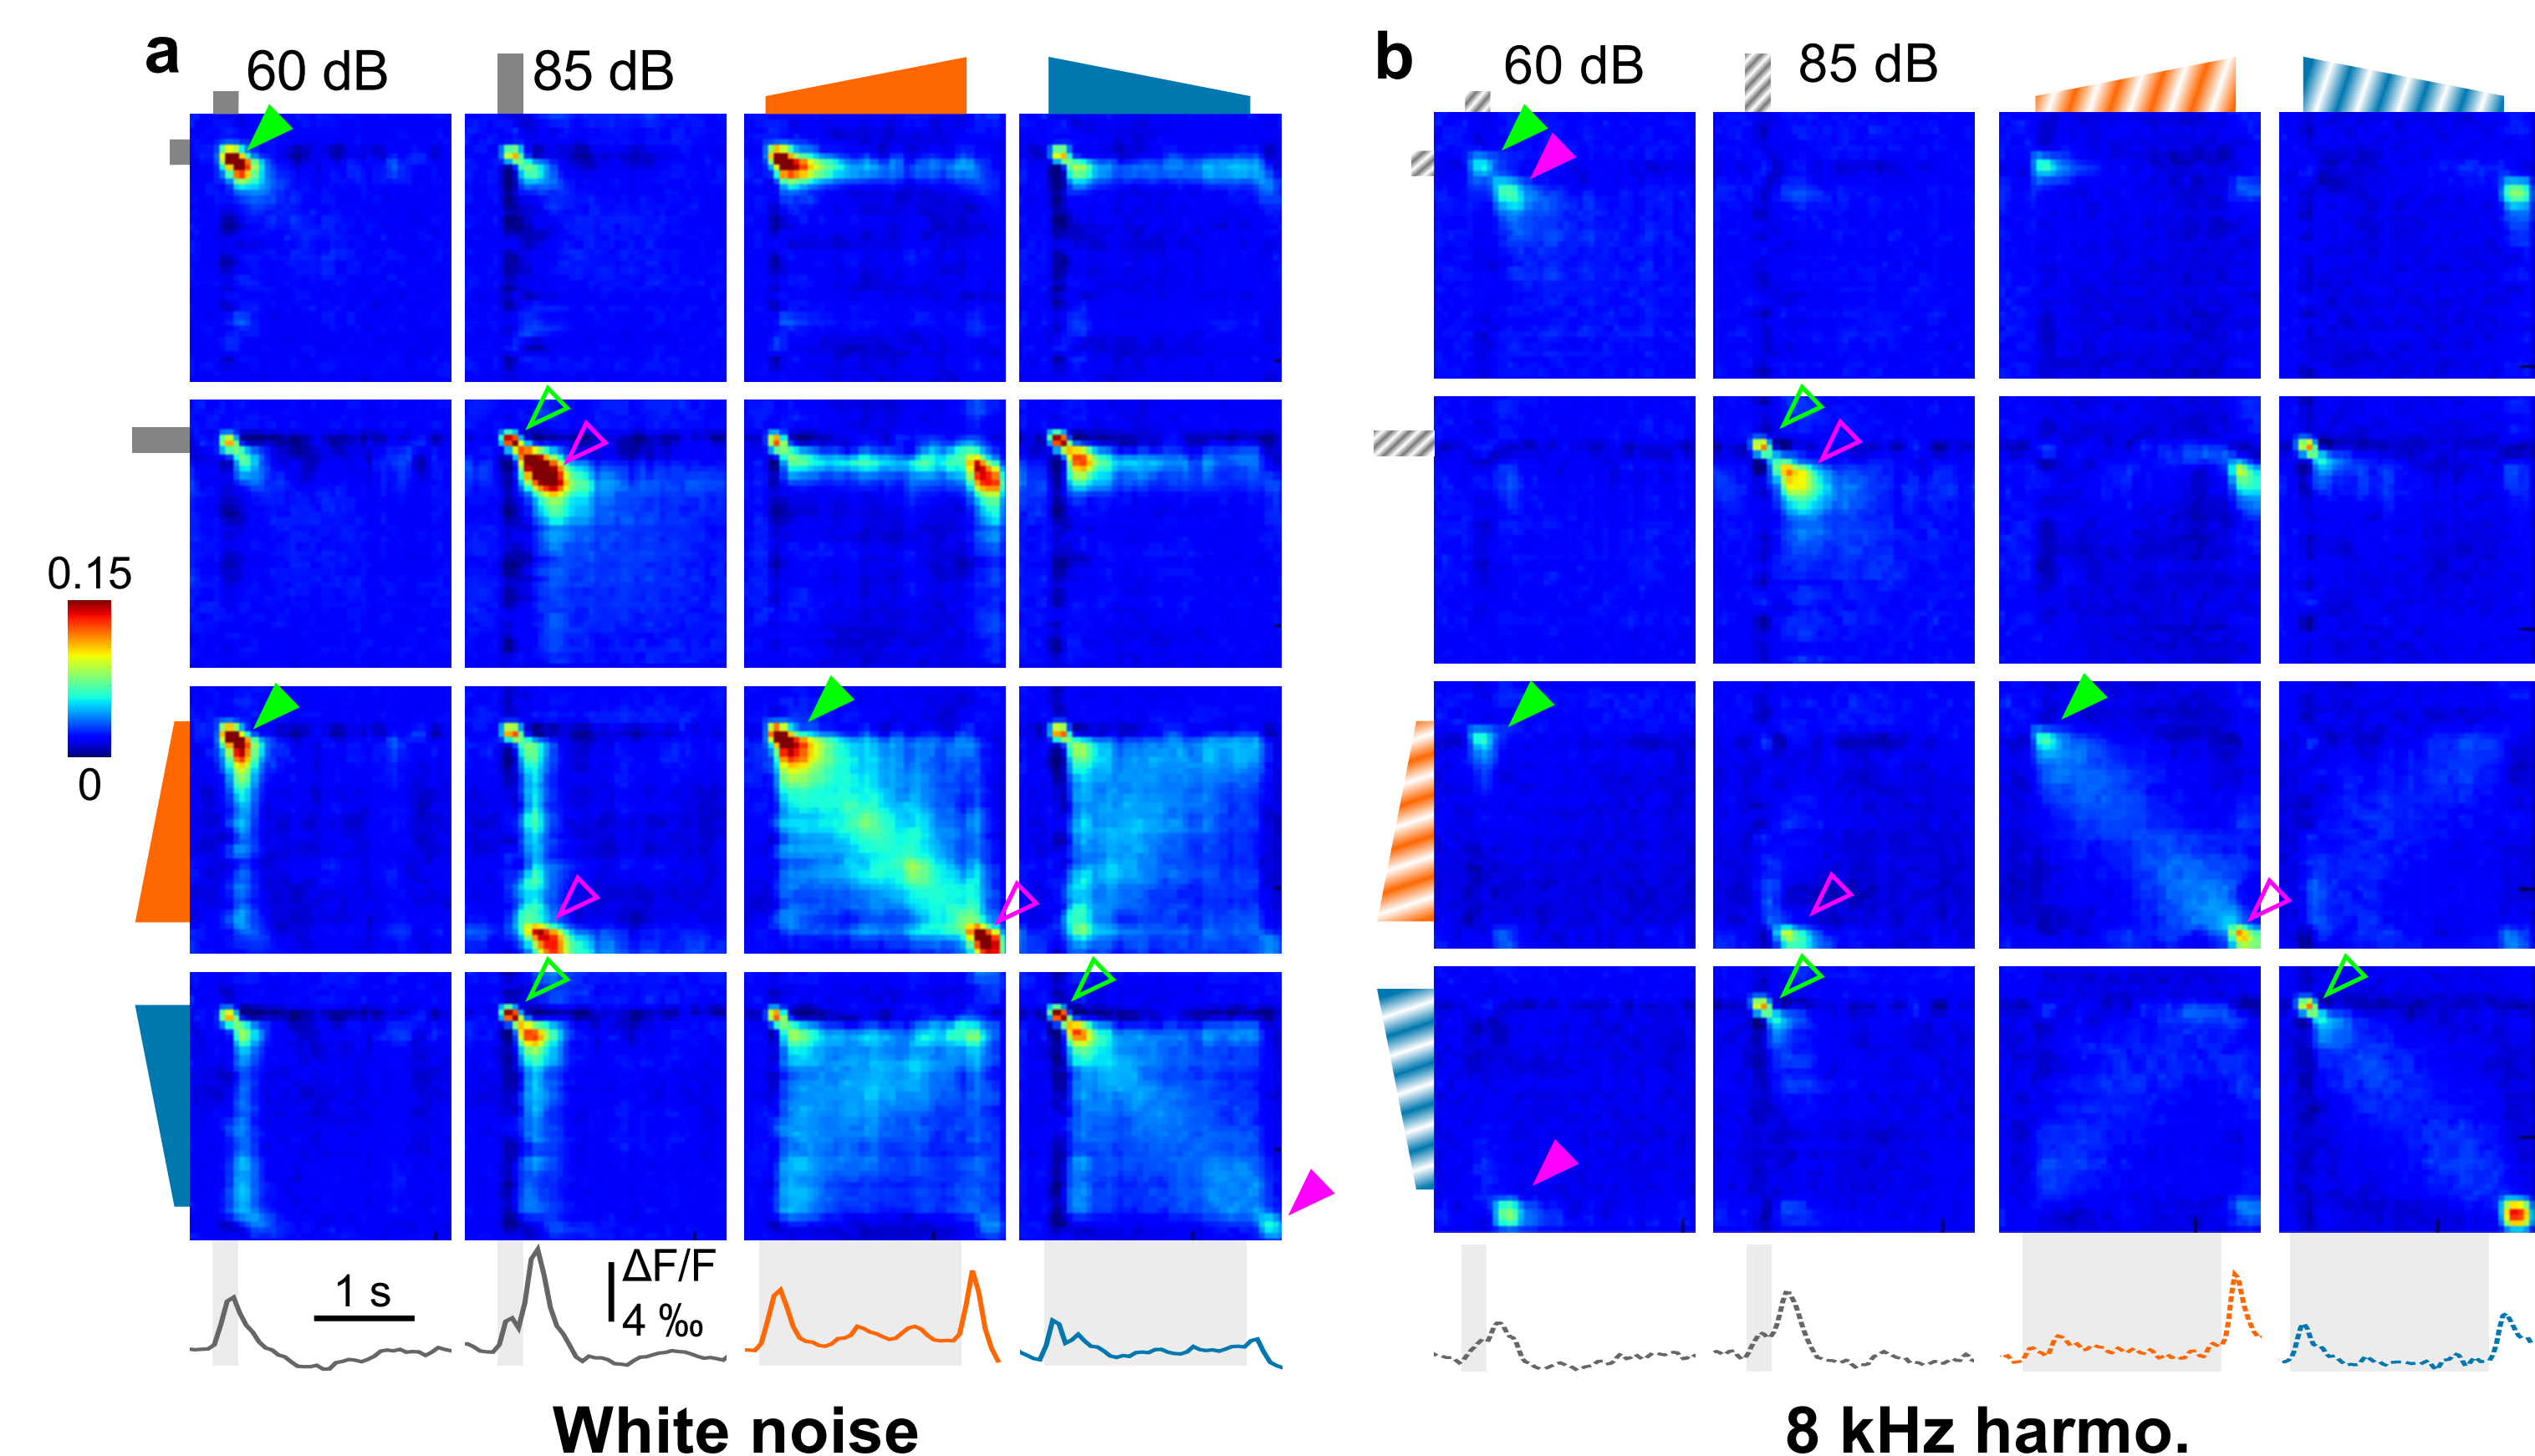 a
60 dB
85 dB
b
60 dB
85 dB
0.15
0
1 s
ΔF/F
4 ‰
White noise
8 kHz harmo.